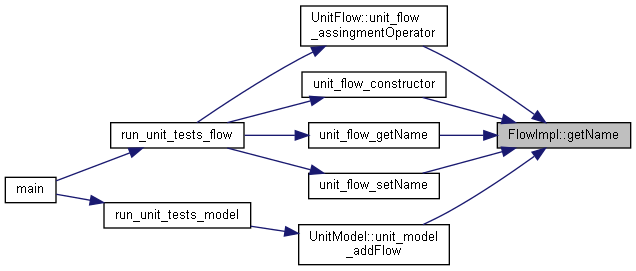 UnitFlow::unit_flow
_assingmentOperator
unit_flow_constructor
run_unit_tests_flow
unit_flow_getName
FlowImpl::getName
main
unit_flow_setName
run_unit_tests_model
UnitModel::unit_model
_addFlow